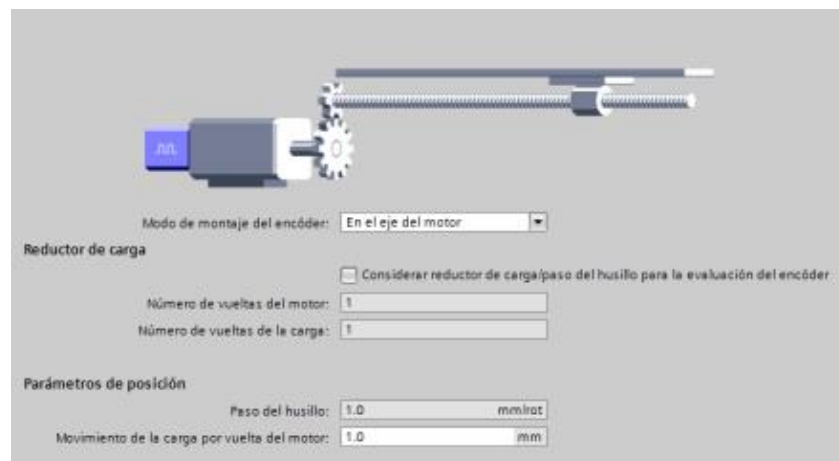 Modo de montaje del encóder: En el eje del motor
Reductor de carga
Considerar reductor de carga/paso del husillo para la evaluación del encóder
Número de vueltas del motor: 1
Número de vueltas de la carga: 1
Parámetros de posición
Paso del husillo: 1.0 mm/rot
Movimiento de la carga por vuelta del motor: 1.0 mm